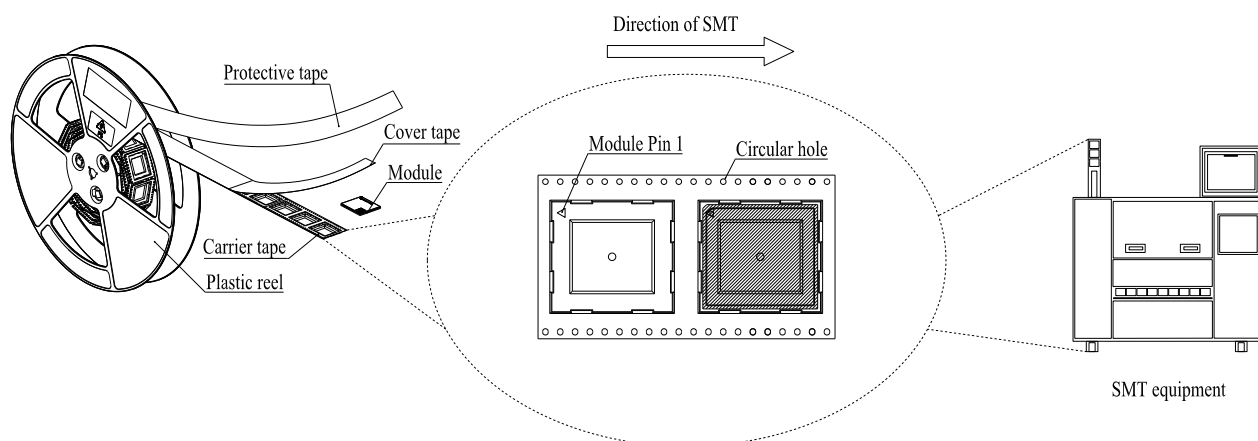 Direction of SMT
Protective tape
Cover tape
Module
Carrier tape
Plastic reel
Module Pin 1
Circular hole
SMT equipment